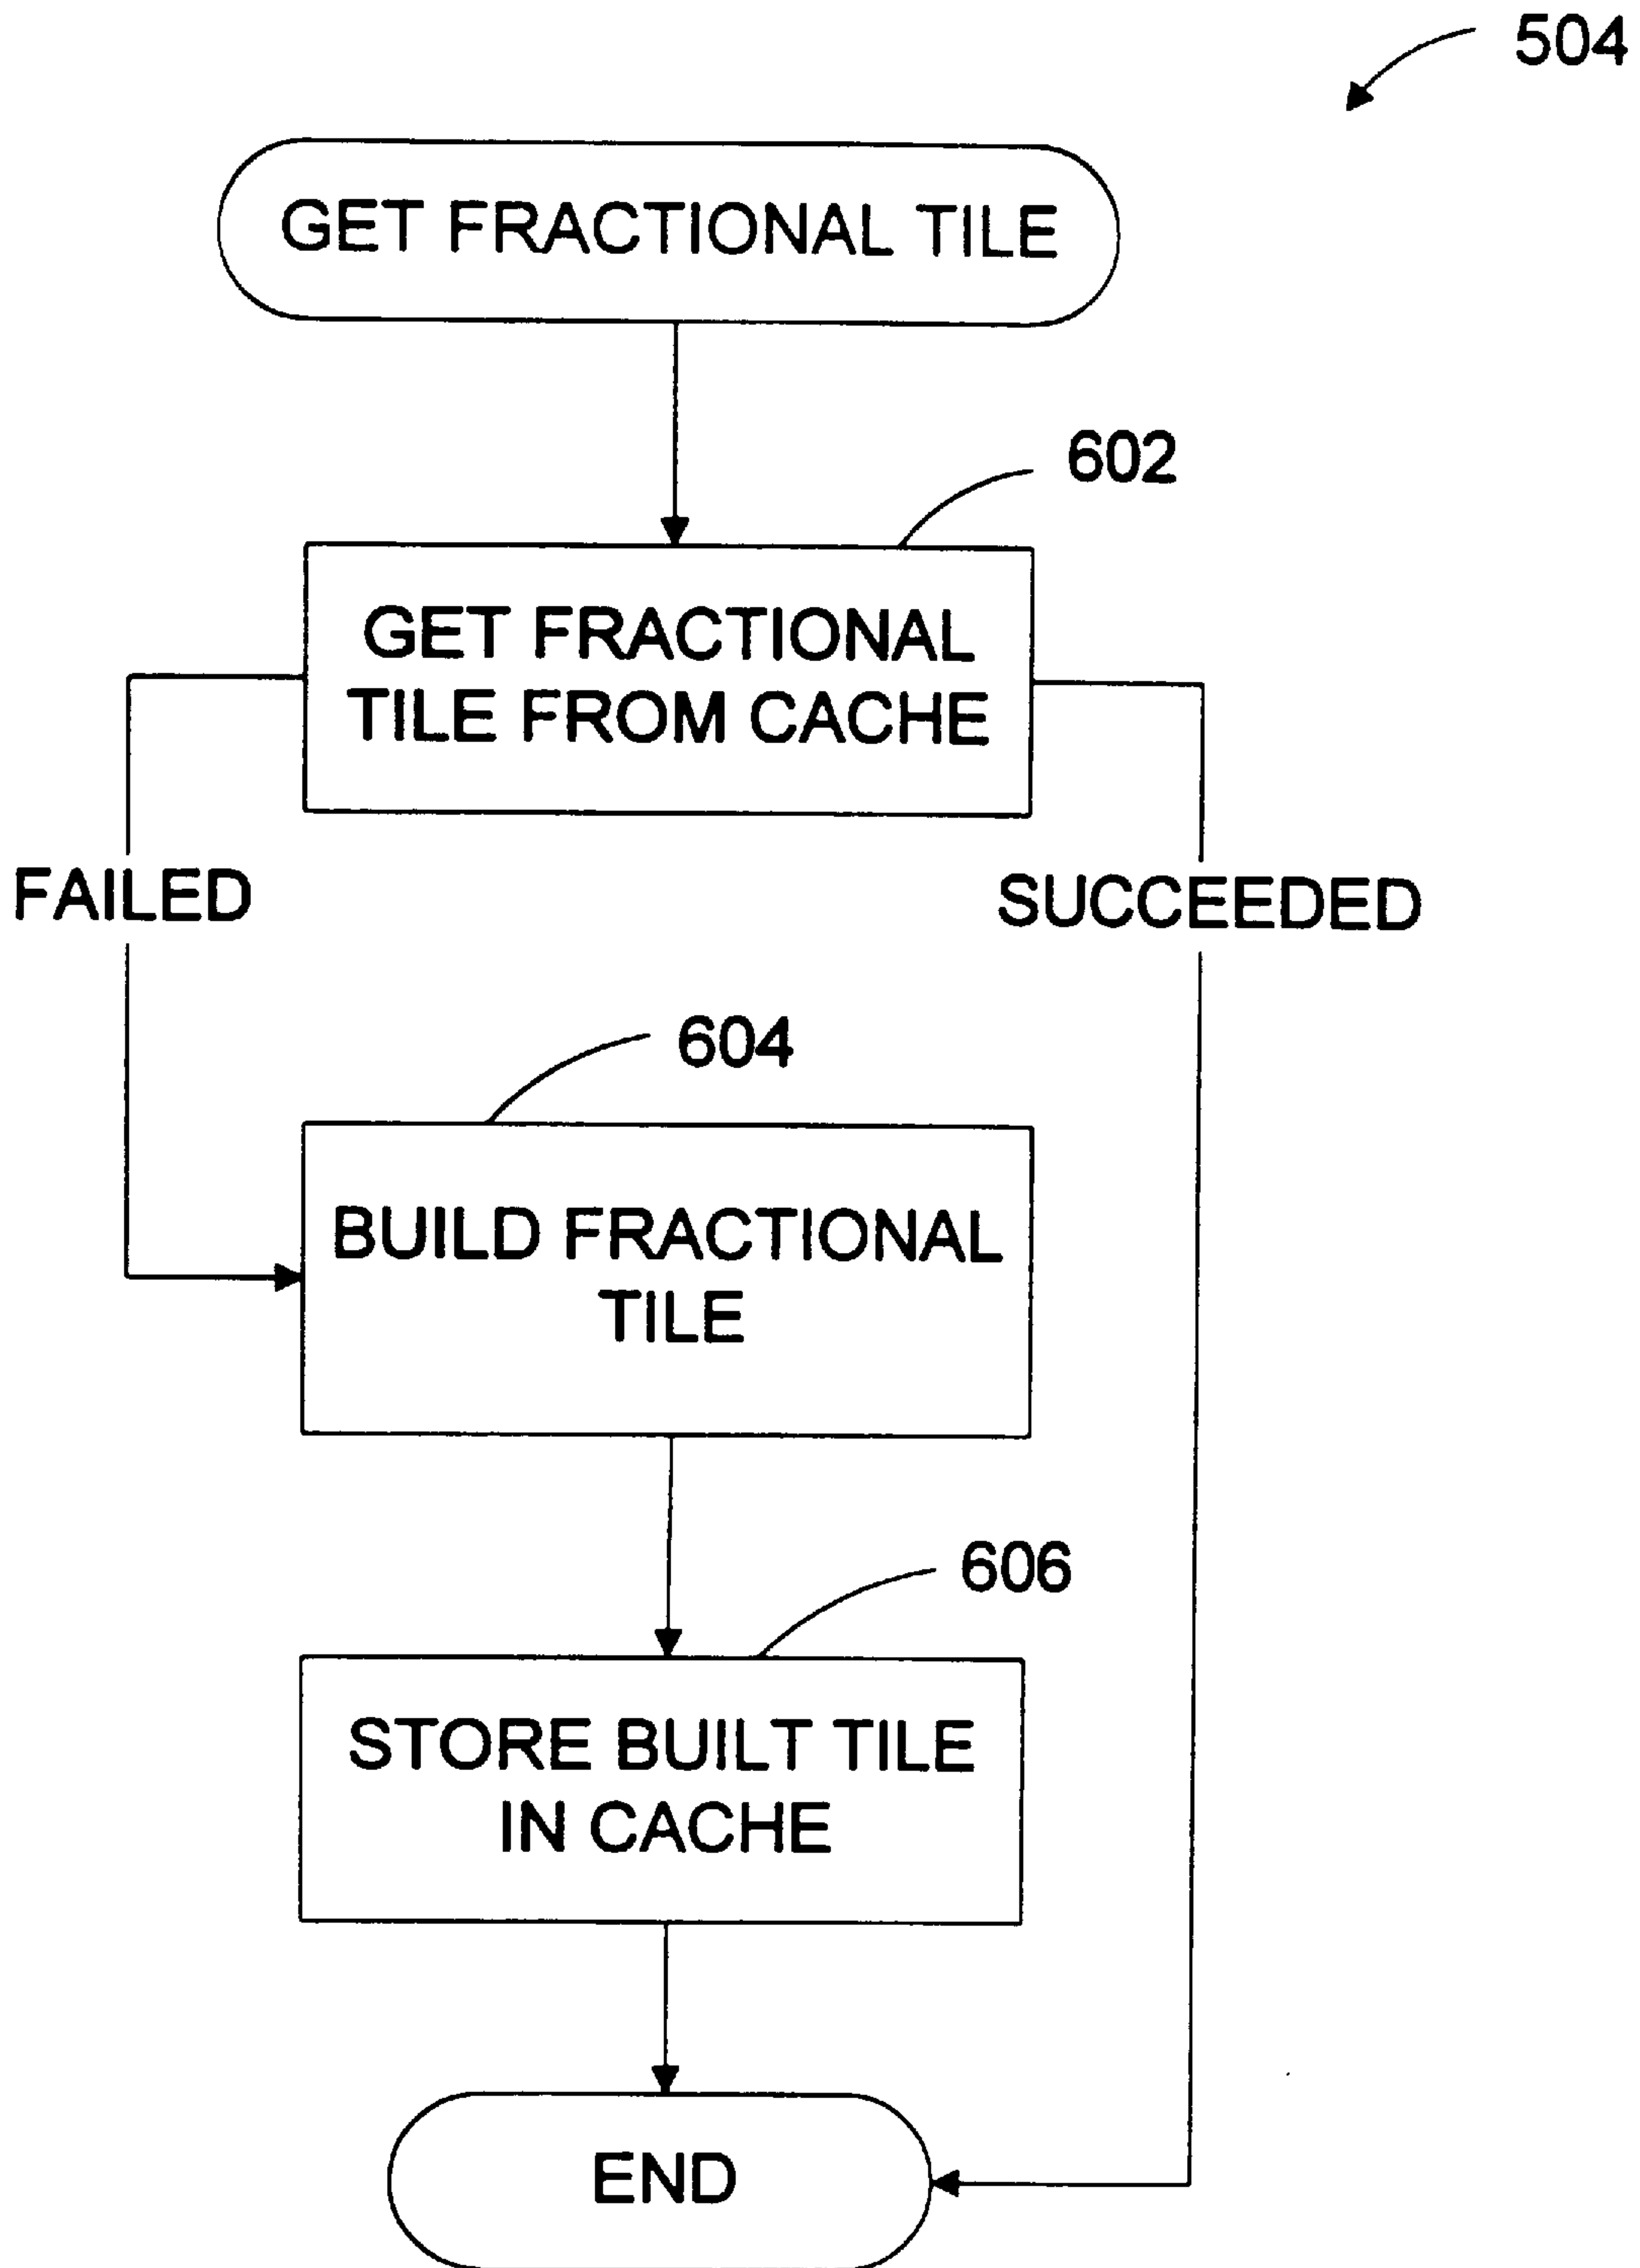 504
GET FRACTIONAL TILE
602
GET FRACTIONAL
TILE FROM CACHE
FAILED
SUCCEEDED
604
BUILD FRACTIONAL
TILE
606
STORE BUILT TILE
IN CACHE
END